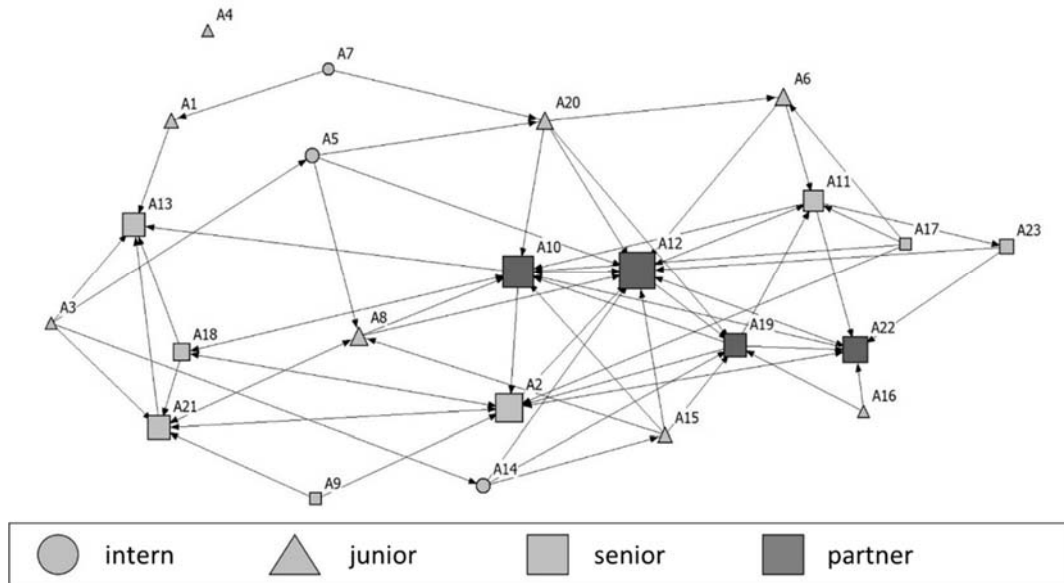 A4
A7
A6
A1
A20
A5
A11
A13
A17
A23
A10
A12
A3
A8
A18
A19
A22
A2
A21
A16
A15
A14
A9
intern junior senior partner